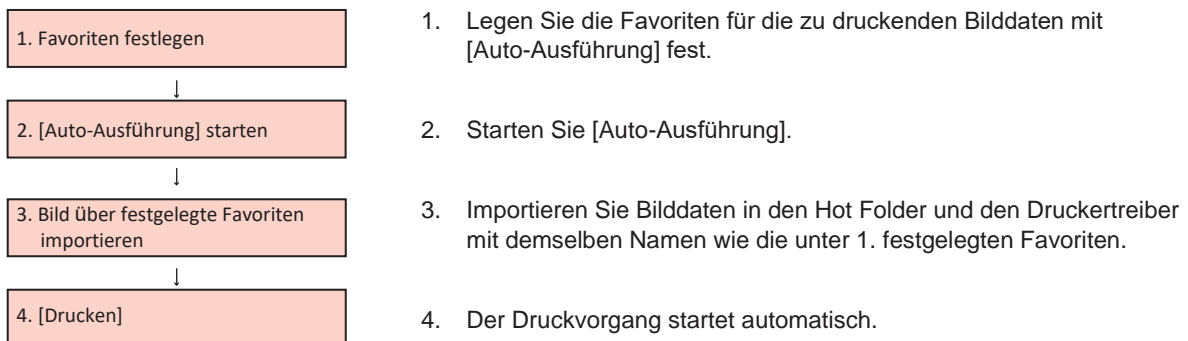 1. Favoriten festlegen
↓
2. [Auto-Ausführung] starten
↓
3. Bild über festgelegte Favoriten
importieren
↓
4. [Drucken]
1. Legen Sie die Favoriten für die zu druckenden Bilddaten mit
[Auto-Ausführung] fest.
2. Starten Sie [Auto-Ausführung].
3. Importieren Sie Bilddaten in den Hot Folder und den Druckertreiber
mit demselben Namen wie die unter 1. festgelegten Favoriten.
4. Der Druckvorgang startet automatisch.